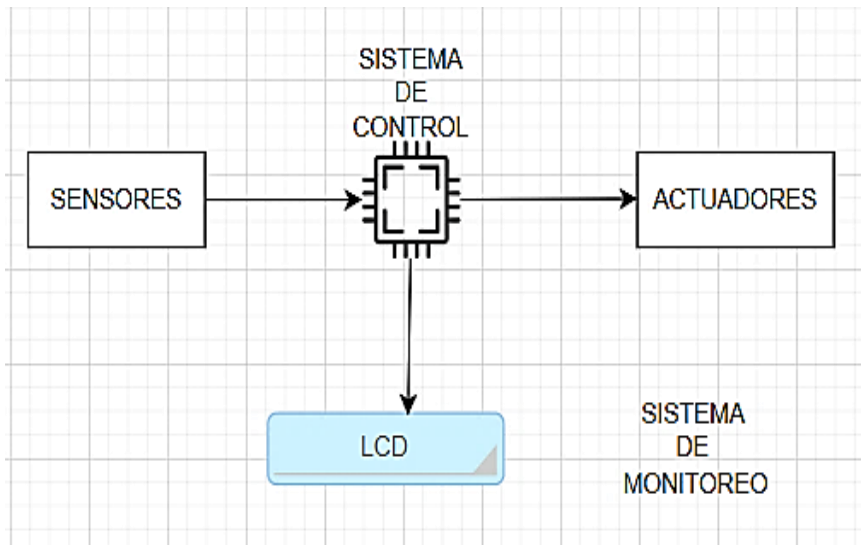 SISTEMA
DE
CONTROL
SENSORES
ACTUADORES
LCD
SISTEMA
DE
MONITOREO